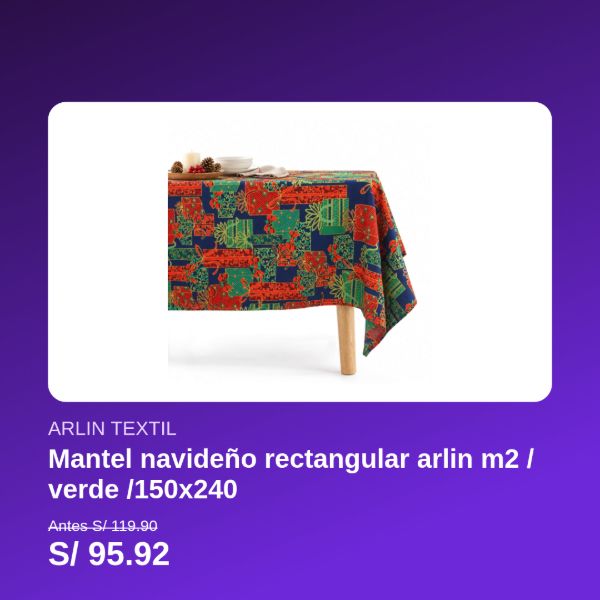 ARLIN TEXTIL
Mantel navideño rectangular arlin m2 /
verde /150x240
Antes S/ 119.90
S/ 95.92